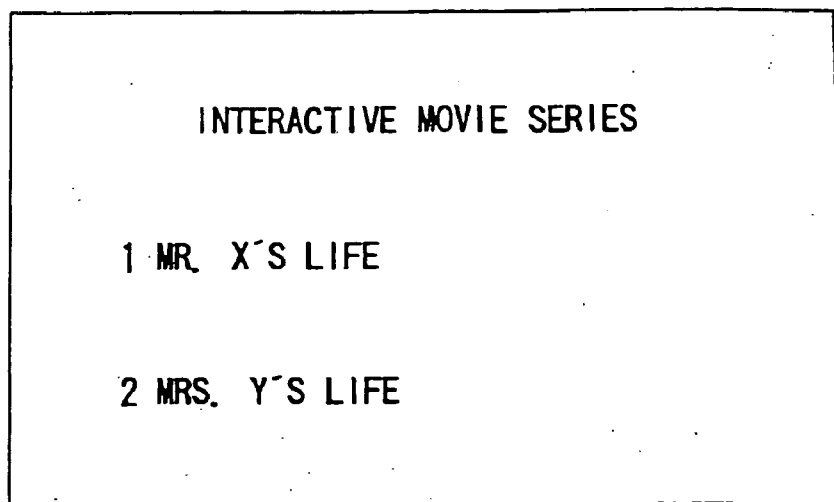 INTERACTIVE MOVIE SERIES
1 MR. X´S LIFE
2 MRS. Y´S LIFE